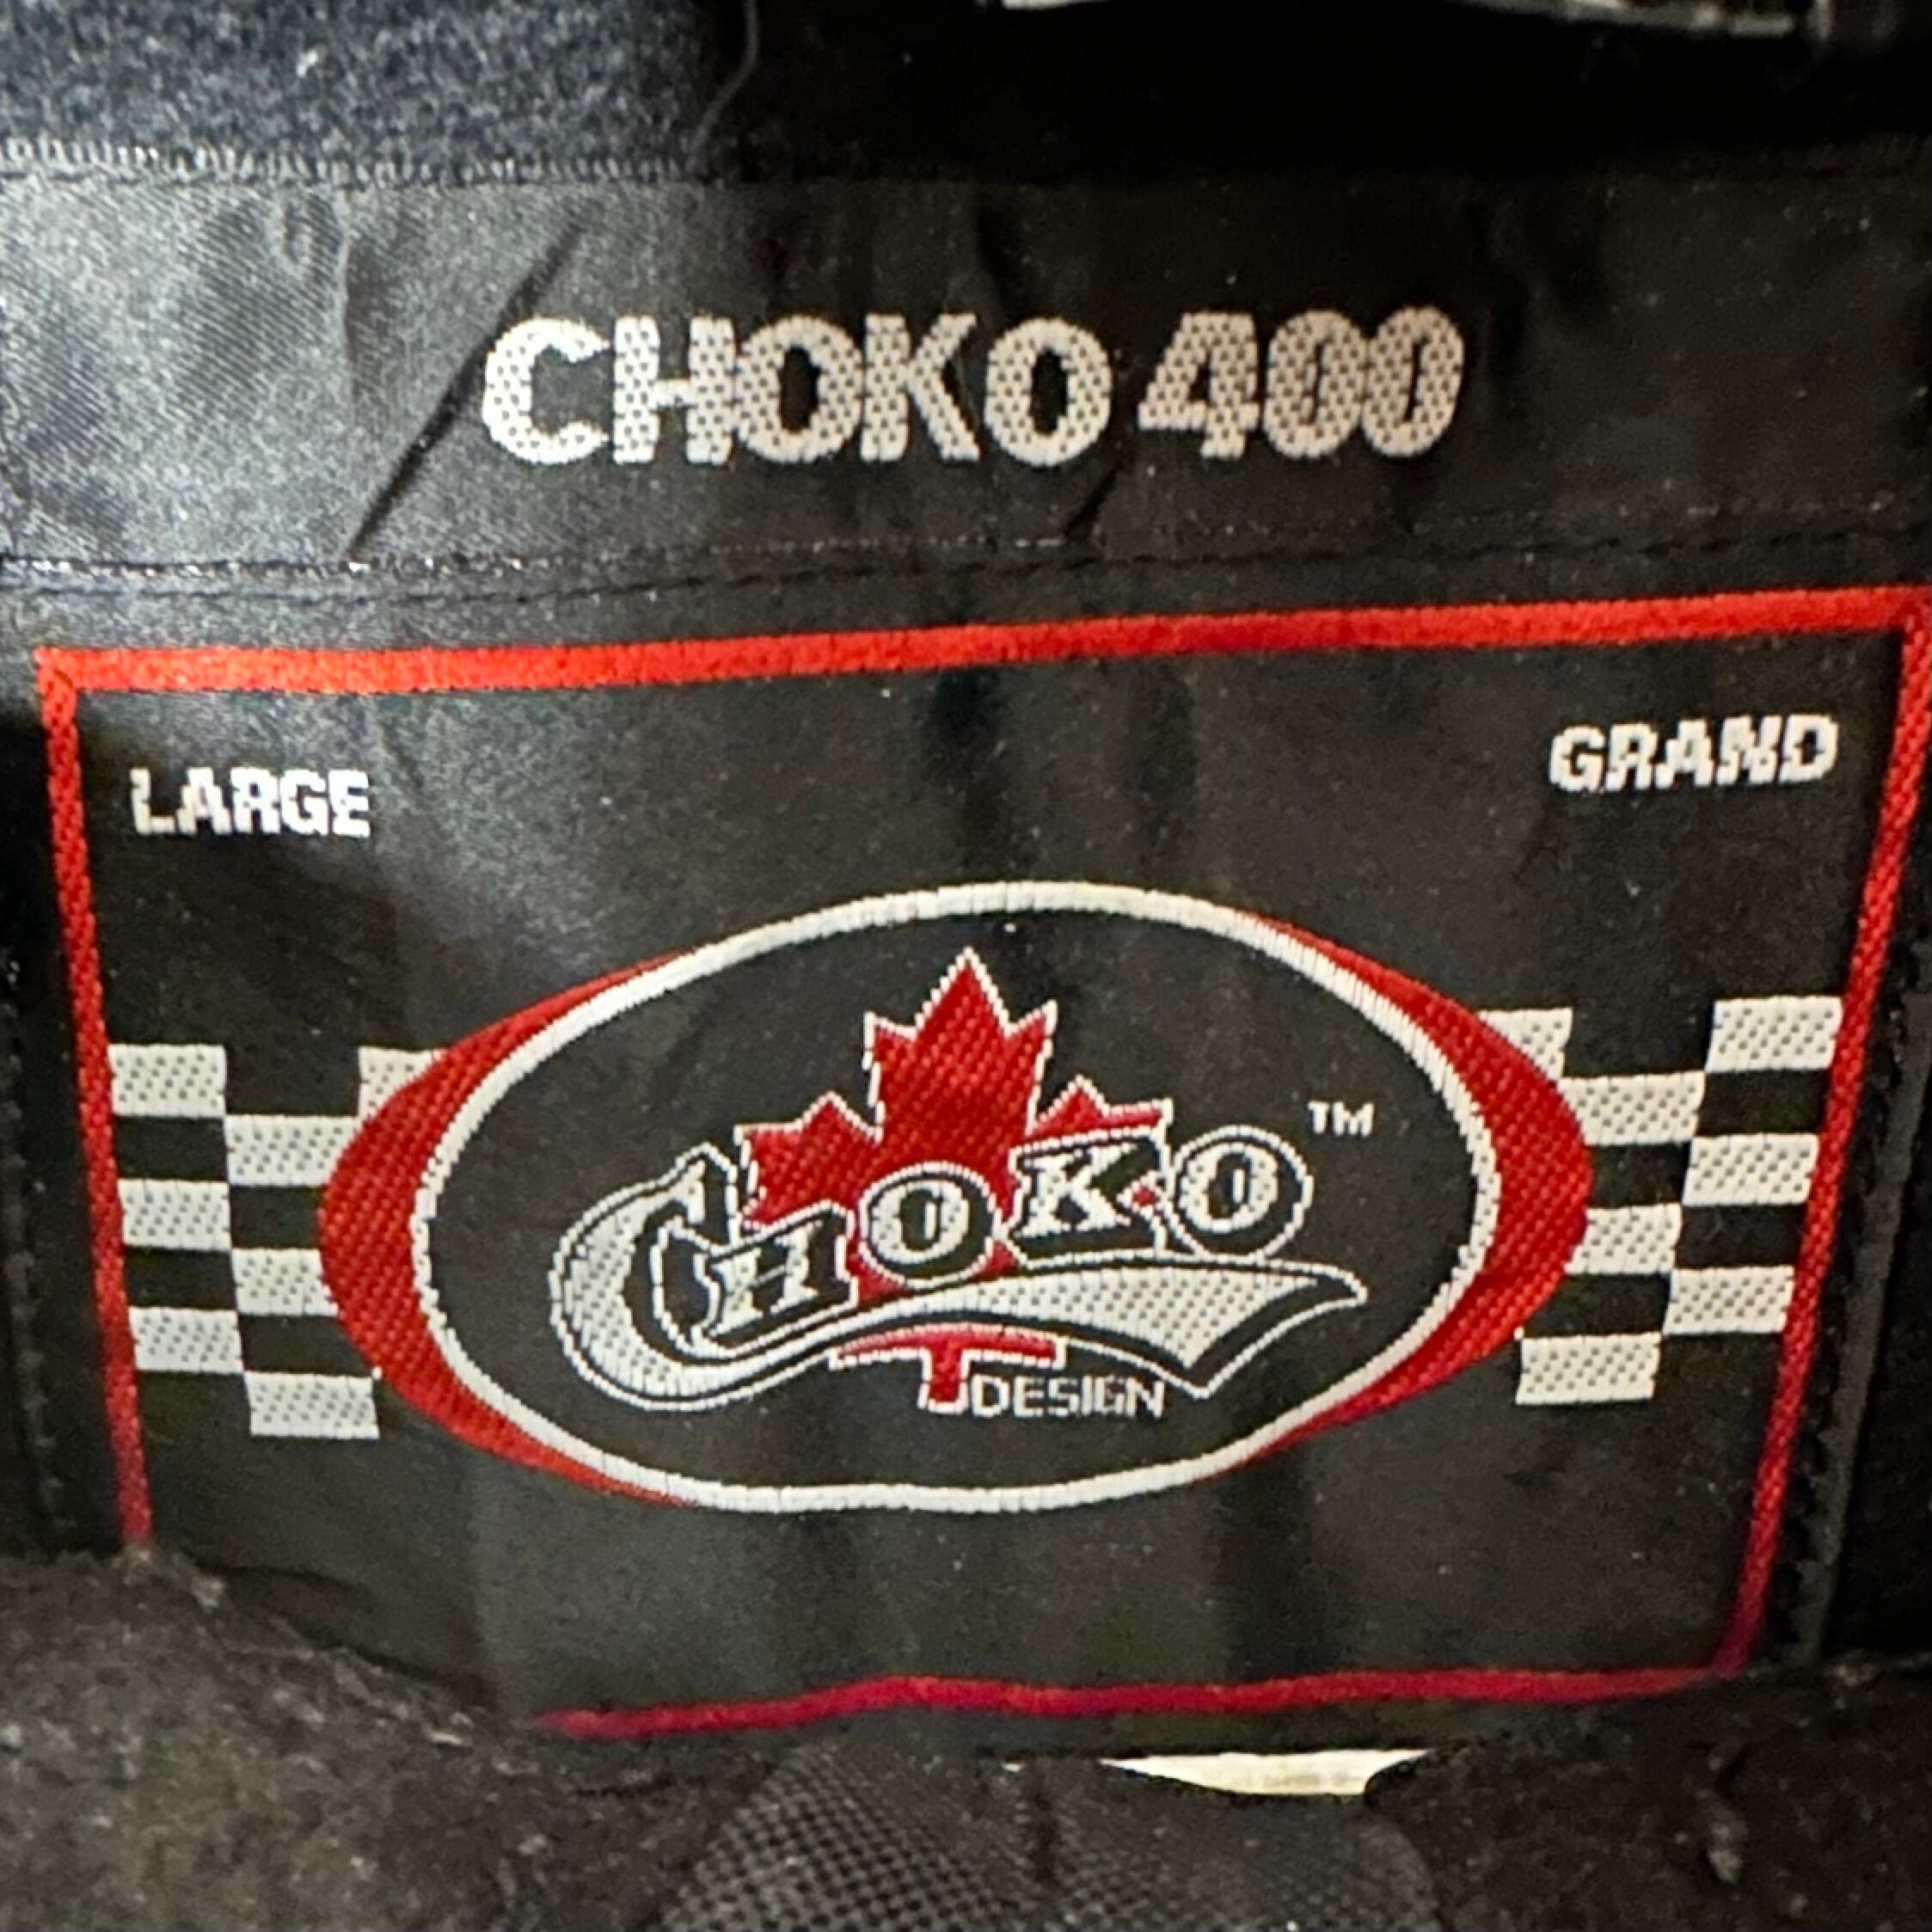 CHOKO 400
LARGE GRAND
CHOKO ™
DESIGN